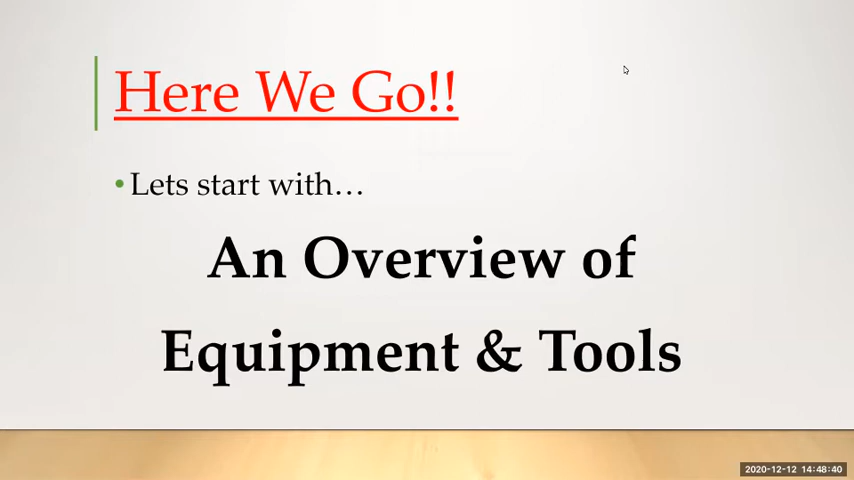 Here We Go!!
•Lets start with...
An Overview of
Equipment & Tools
2020-12-12 14:48:40